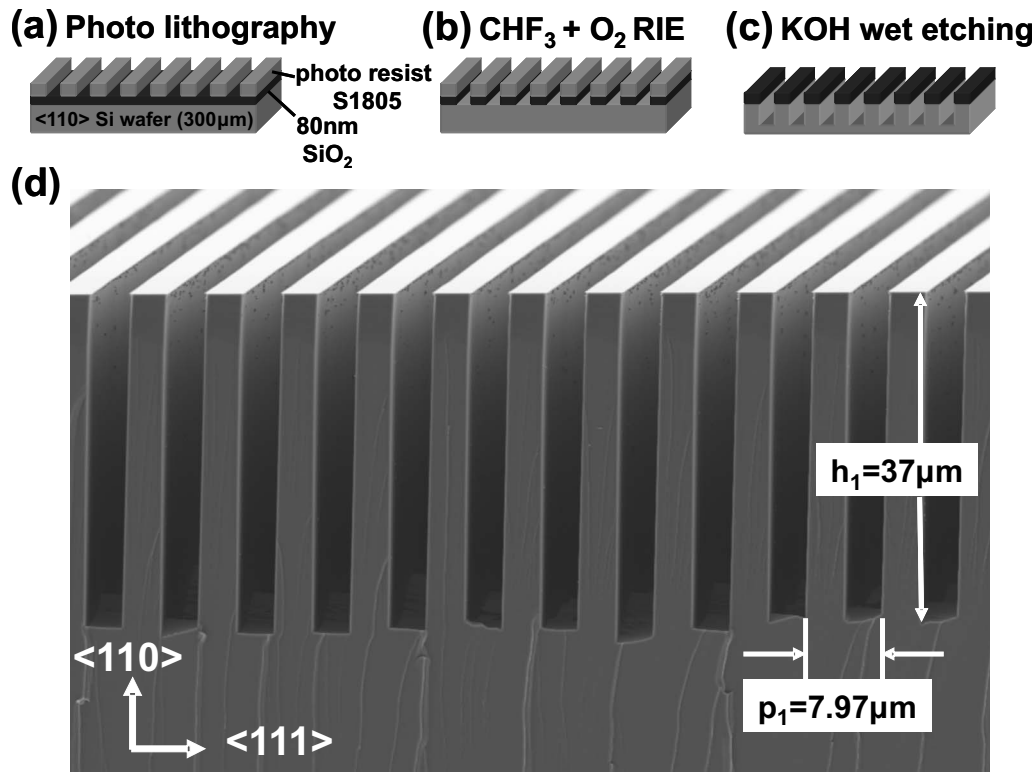 (a) Photo lithography
photo resist
S1805
<110> Si wafer (300µm)
80nm
SiO₂
(b) CHF₃ + O₂ RIE
(c) KOH wet etching
(d)
h₁=37µm
p₁=7.97µm
<110>
<111>